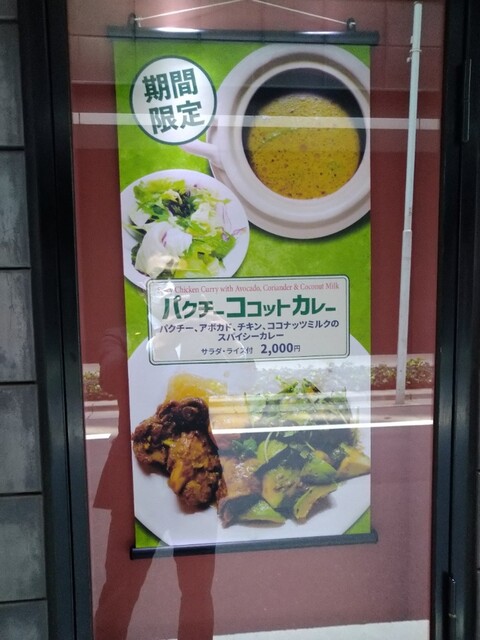 期間
限定
Chicken Curry with Avocado, Coriander & Coconut Milk
パクチーココットカレー
パクチー、アボカド、チキン、ココナッツミルクの
スパイシーカレー
サラダ・ライス付 2,000円